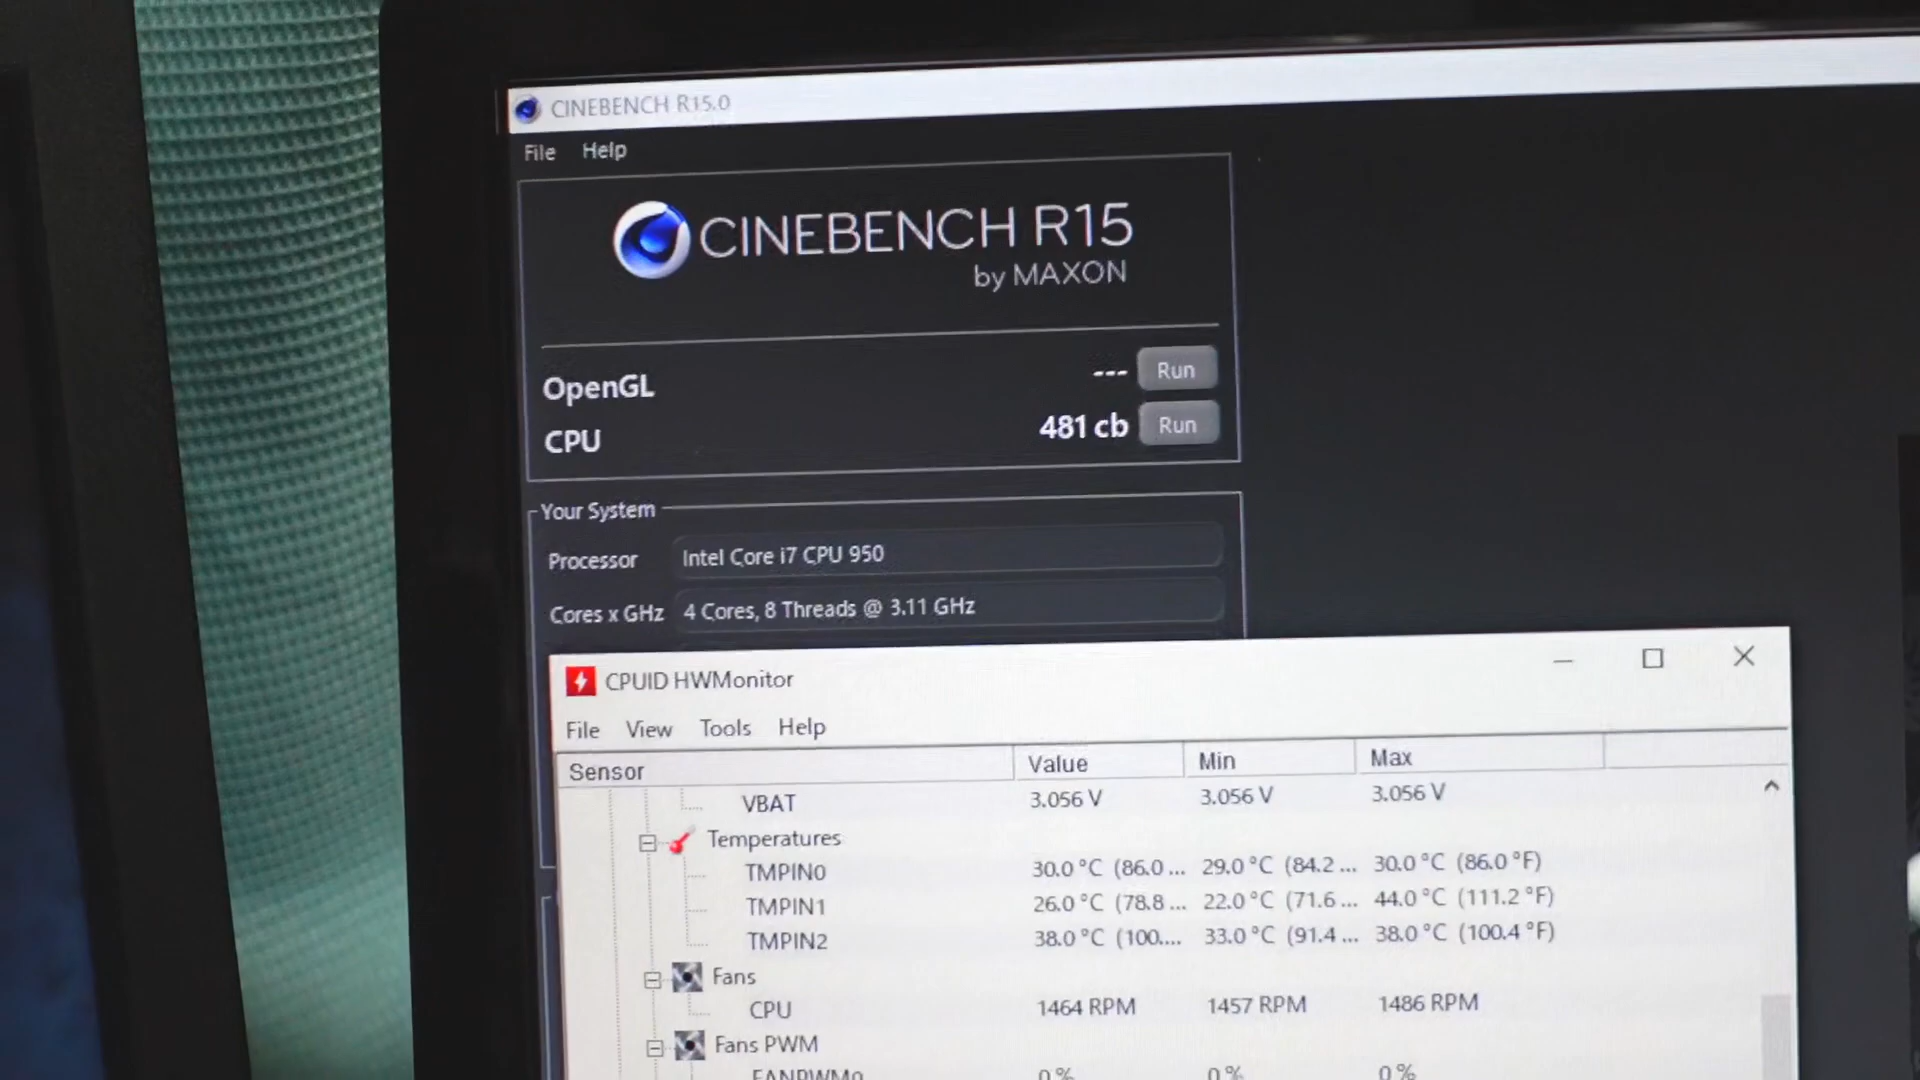 CINEBENCH R15.0
File Help
CINEBENCH R15
by MAXON
OpenGL --- Run
CPU 481 cb Run
Your System
Processor Intel Core i7 CPU 950
Cores x GHz 4 Cores, 8 Threads @ 3.11 GHz
CPUID HWMonitor
File View Tools Help
Sensor Value Min Max
VBAT 3.056 V 3.056 V 3.056 V
Temperatures
TMPIN0 30.0 °C (86.0 ... 29.0 °C (84.2 ... 30.0 °C (86.0 °F)
TMPIN1 26.0 °C (78.8 ... 22.0 °C (71.6 ... 44.0 °C (111.2 °F)
TMPIN2 38.0 °C (100.... 33.0 °C (91.4 ... 38.0 °C (100.4 °F)
Fans
CPU 1464 RPM 1457 RPM 1486 RPM
Fans PWM
FANPWM0 0 % 0 % 0 %